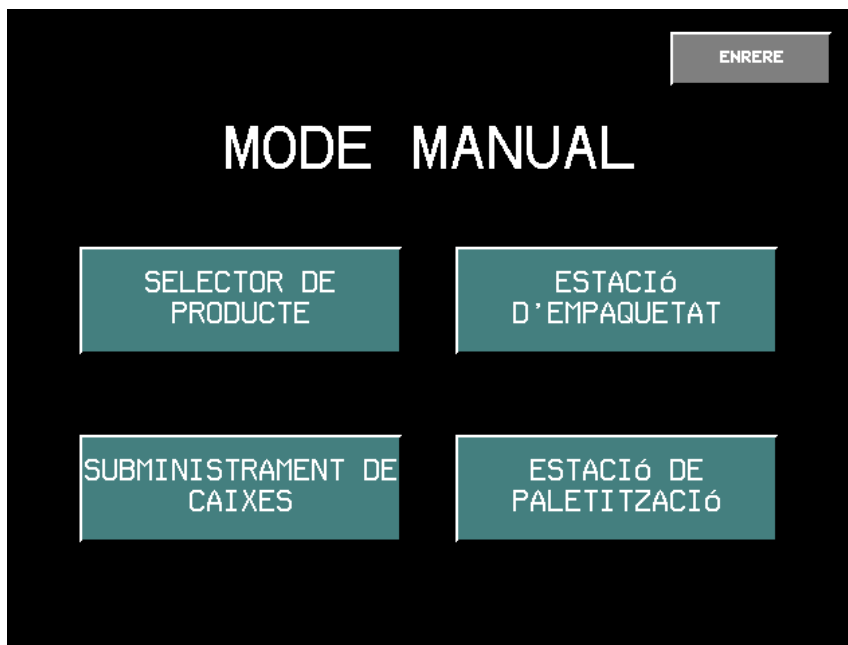 ENRERE
MODE MANUAL
SELECTOR DE
PRODUCTE
ESTACIó
D'EMPAQUETAT
SUBMINISTRAMENT DE
CAIXES
ESTACIó DE
PALETITZACIó